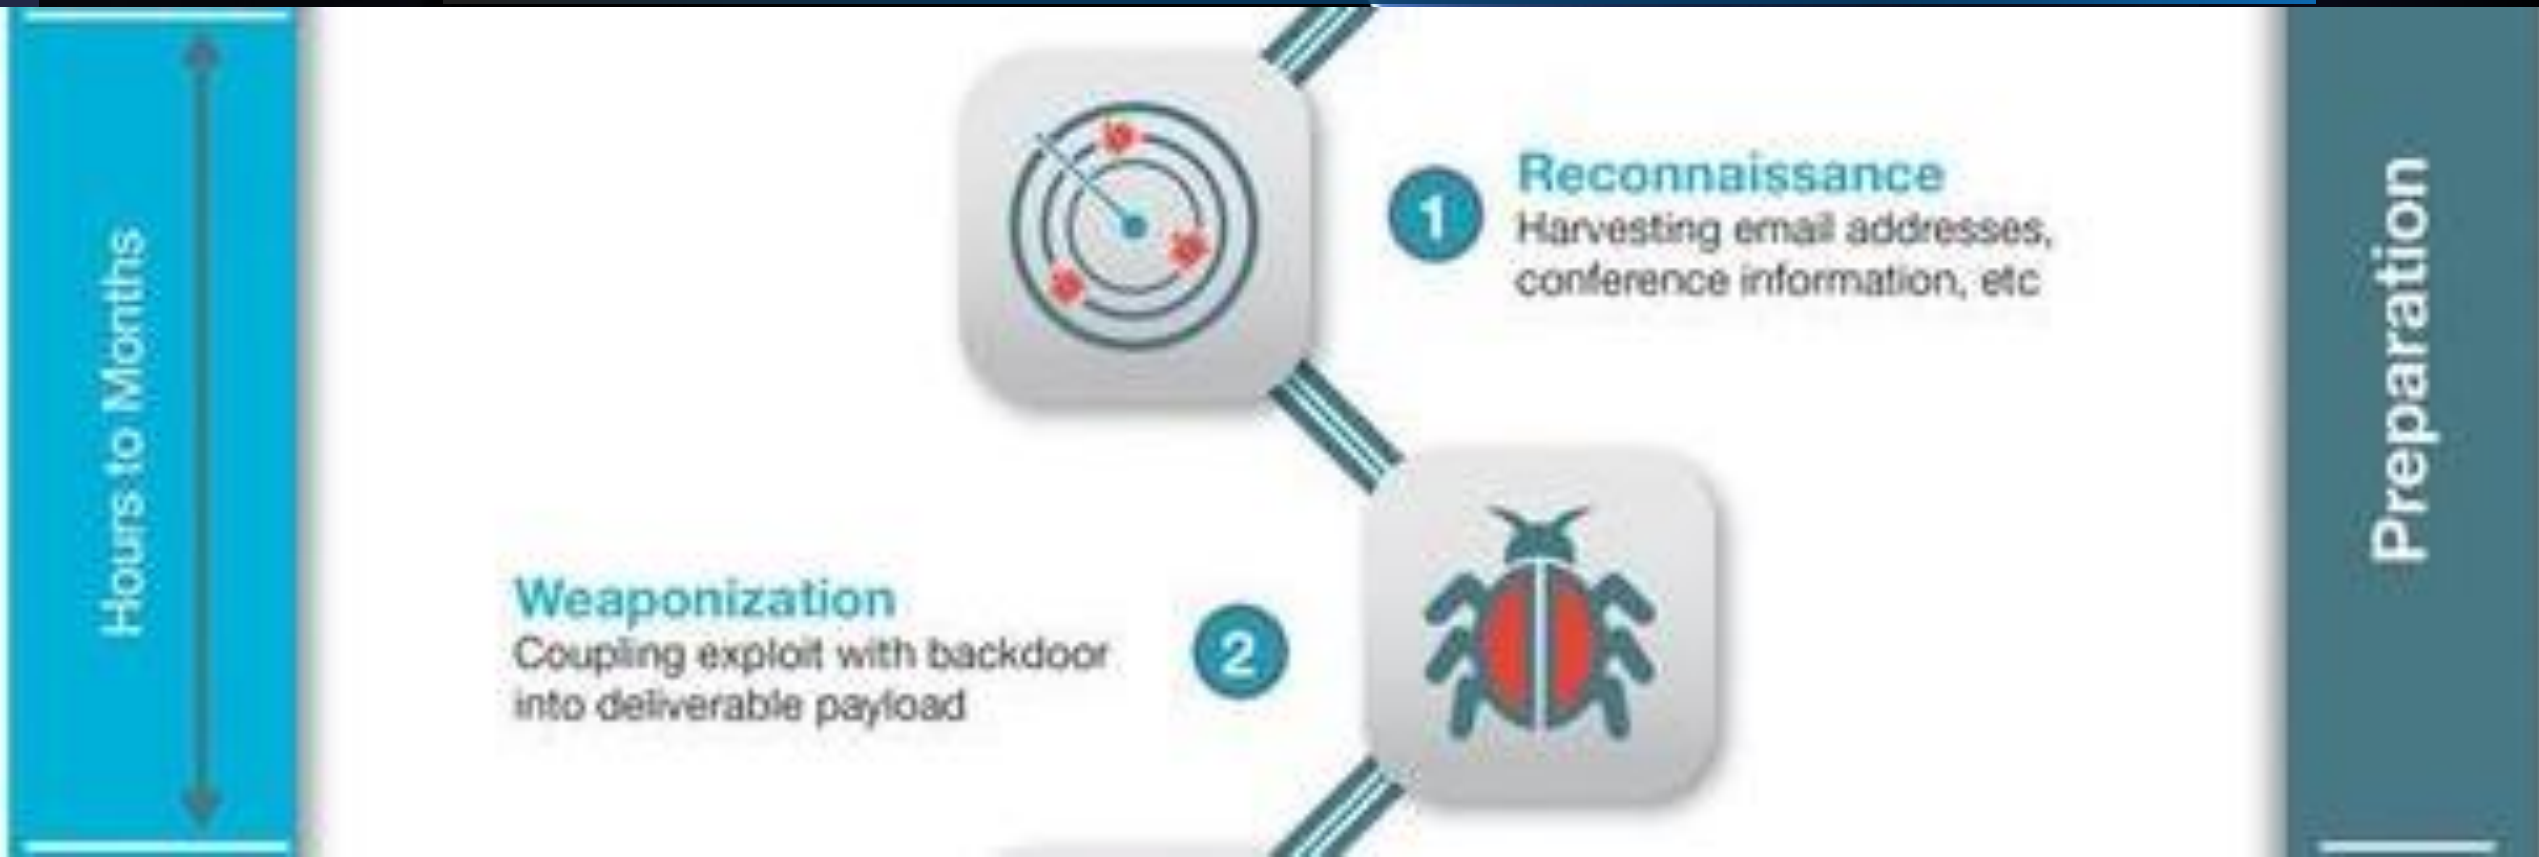 Hours to Months
1
Reconnaissance
Harvesting email addresses,
conference information, etc
Weaponization
Coupling exploit with backdoor
into deliverable payload
2
Preparation